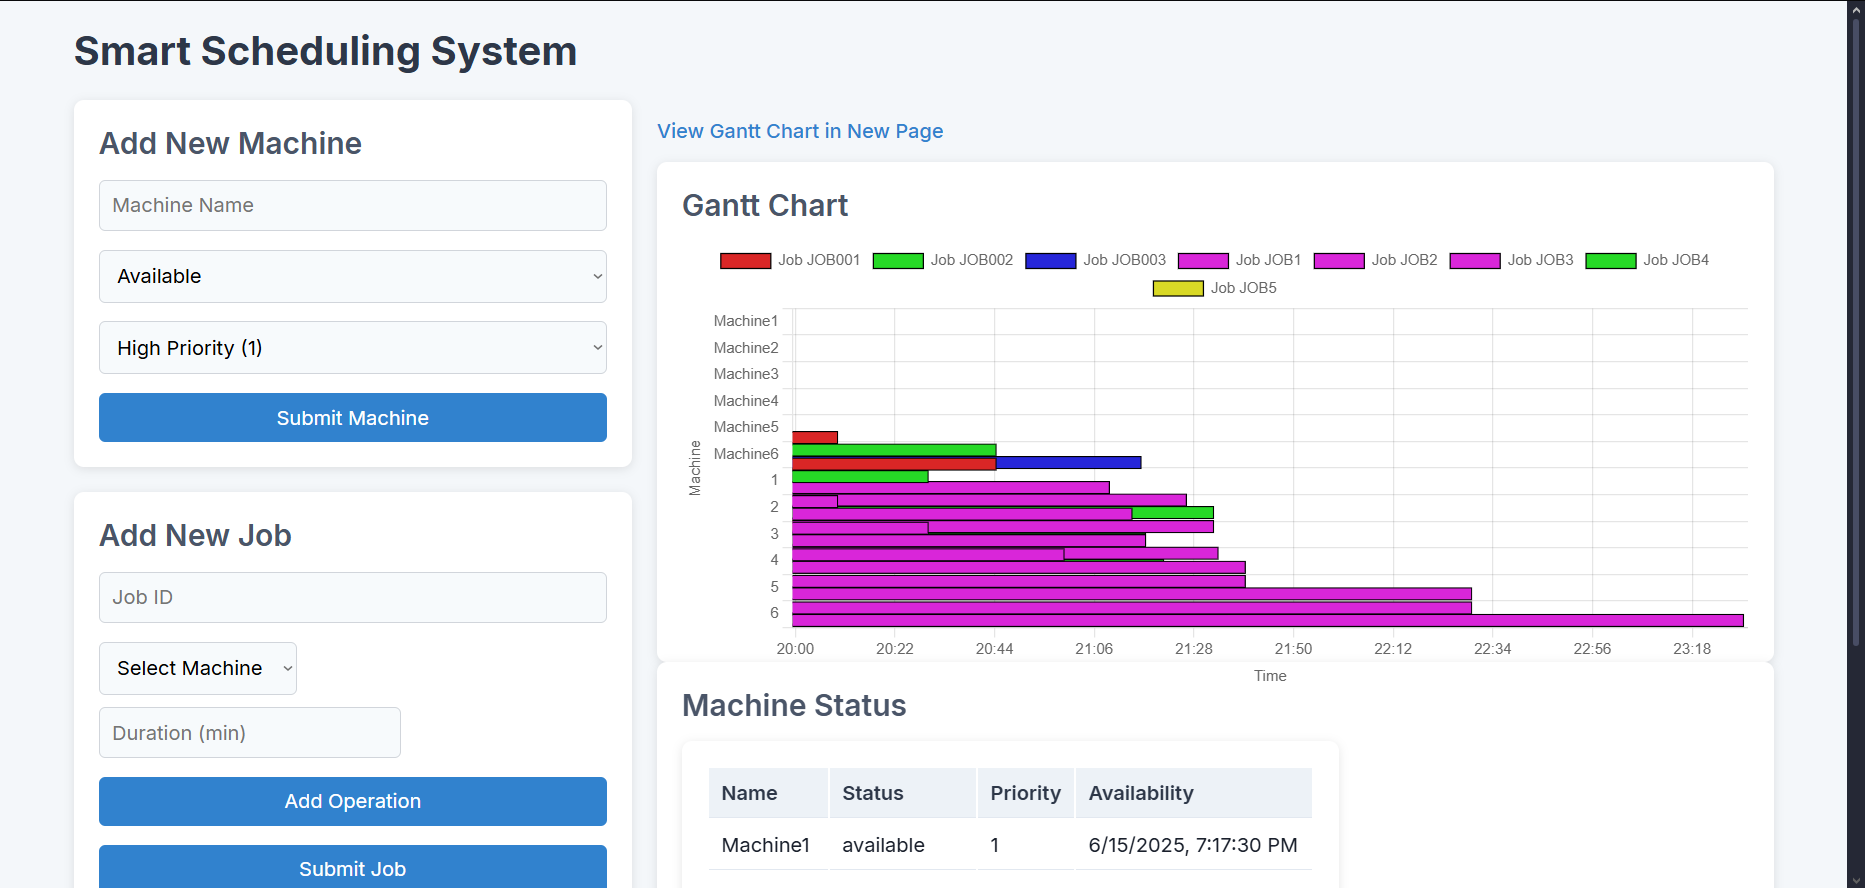 Smart Scheduling System
Add New Machine
Machine Name
Available
High Priority (1)
Submit Machine
Add New Job
Job ID
Select Machine
Duration (min)
Add Operation
Submit Job
View Gantt Chart in New Page
Gantt Chart
Job JOB001 Job JOB002 Job JOB003 Job JOB1 Job JOB2 Job JOB3 Job JOB4
Job JOB5
Machine
Machine1
Machine2
Machine3
Machine4
Machine5
Machine6
1
2
3
4
5
6
20:00 20:22 20:44 21:06 21:28 21:50 22:12 22:34 22:56 23:18
Time
Machine Status
Name Status Priority Availability
Machine1 available 1 6/15/2025, 7:17:30 PM